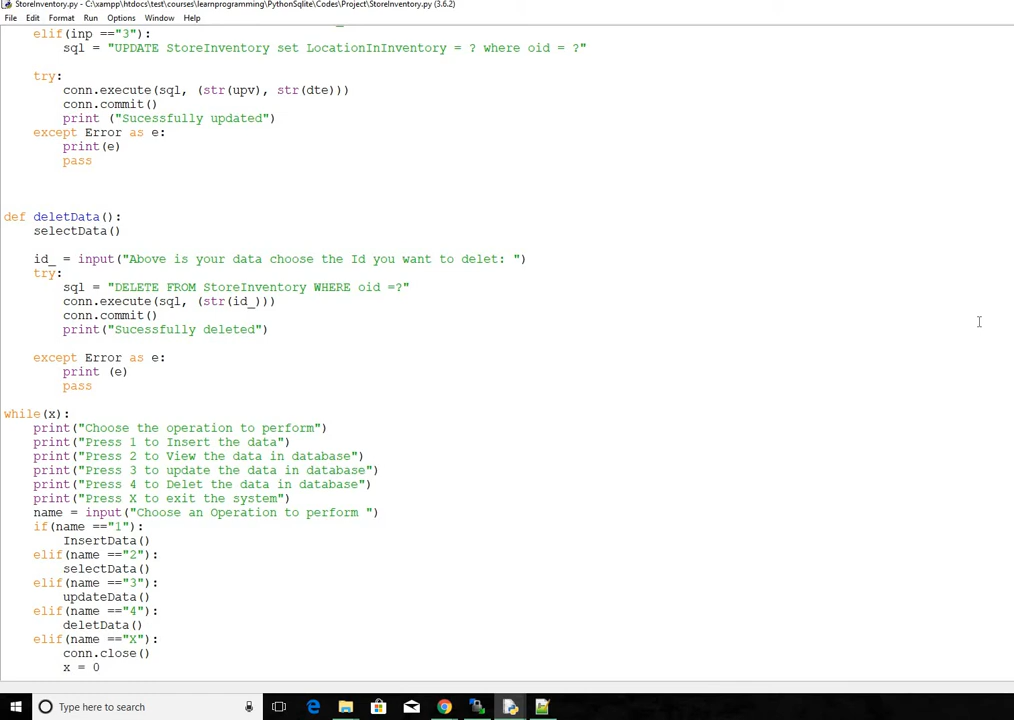 StoreInventory.py - C:\xampp\htdocs\test\courses\learnprogramming\PythonSqlite\Codes\Project\StoreInventory.py (3.6.2)
File Edit Format Run Options Window Help
elif(inp =="3"):
sql = "UPDATE StoreInventory set LocationInInventory = ? where oid = ?"
try:
conn.execute(sql, (str(upv), str(dte)))
conn.commit()
print ("Sucessfully updated")
except Error as e:
print(e)
pass
def deletData():
selectData()
id_ = input("Above is your data choose the Id you want to delet: ")
try:
sql = "DELETE FROM StoreInventory WHERE oid =?"
conn.execute(sql, (str(id_)))
conn.commit()
print("Sucessfully deleted")
except Error as e:
print (e)
pass
while(x):
print("Choose the operation to perform")
print("Press 1 to Insert the data")
print("Press 2 to View the data in database")
print("Press 3 to update the data in database")
print("Press 4 to Delet the data in database")
print("Press X to exit the system")
name = input("Choose an Operation to perform ")
if(name =="1"):
InsertData()
elif(name =="2"):
selectData()
elif(name =="3"):
updateData()
elif(name =="4"):
deletData()
elif(name =="X"):
conn.close()
x = 0
Type here to search